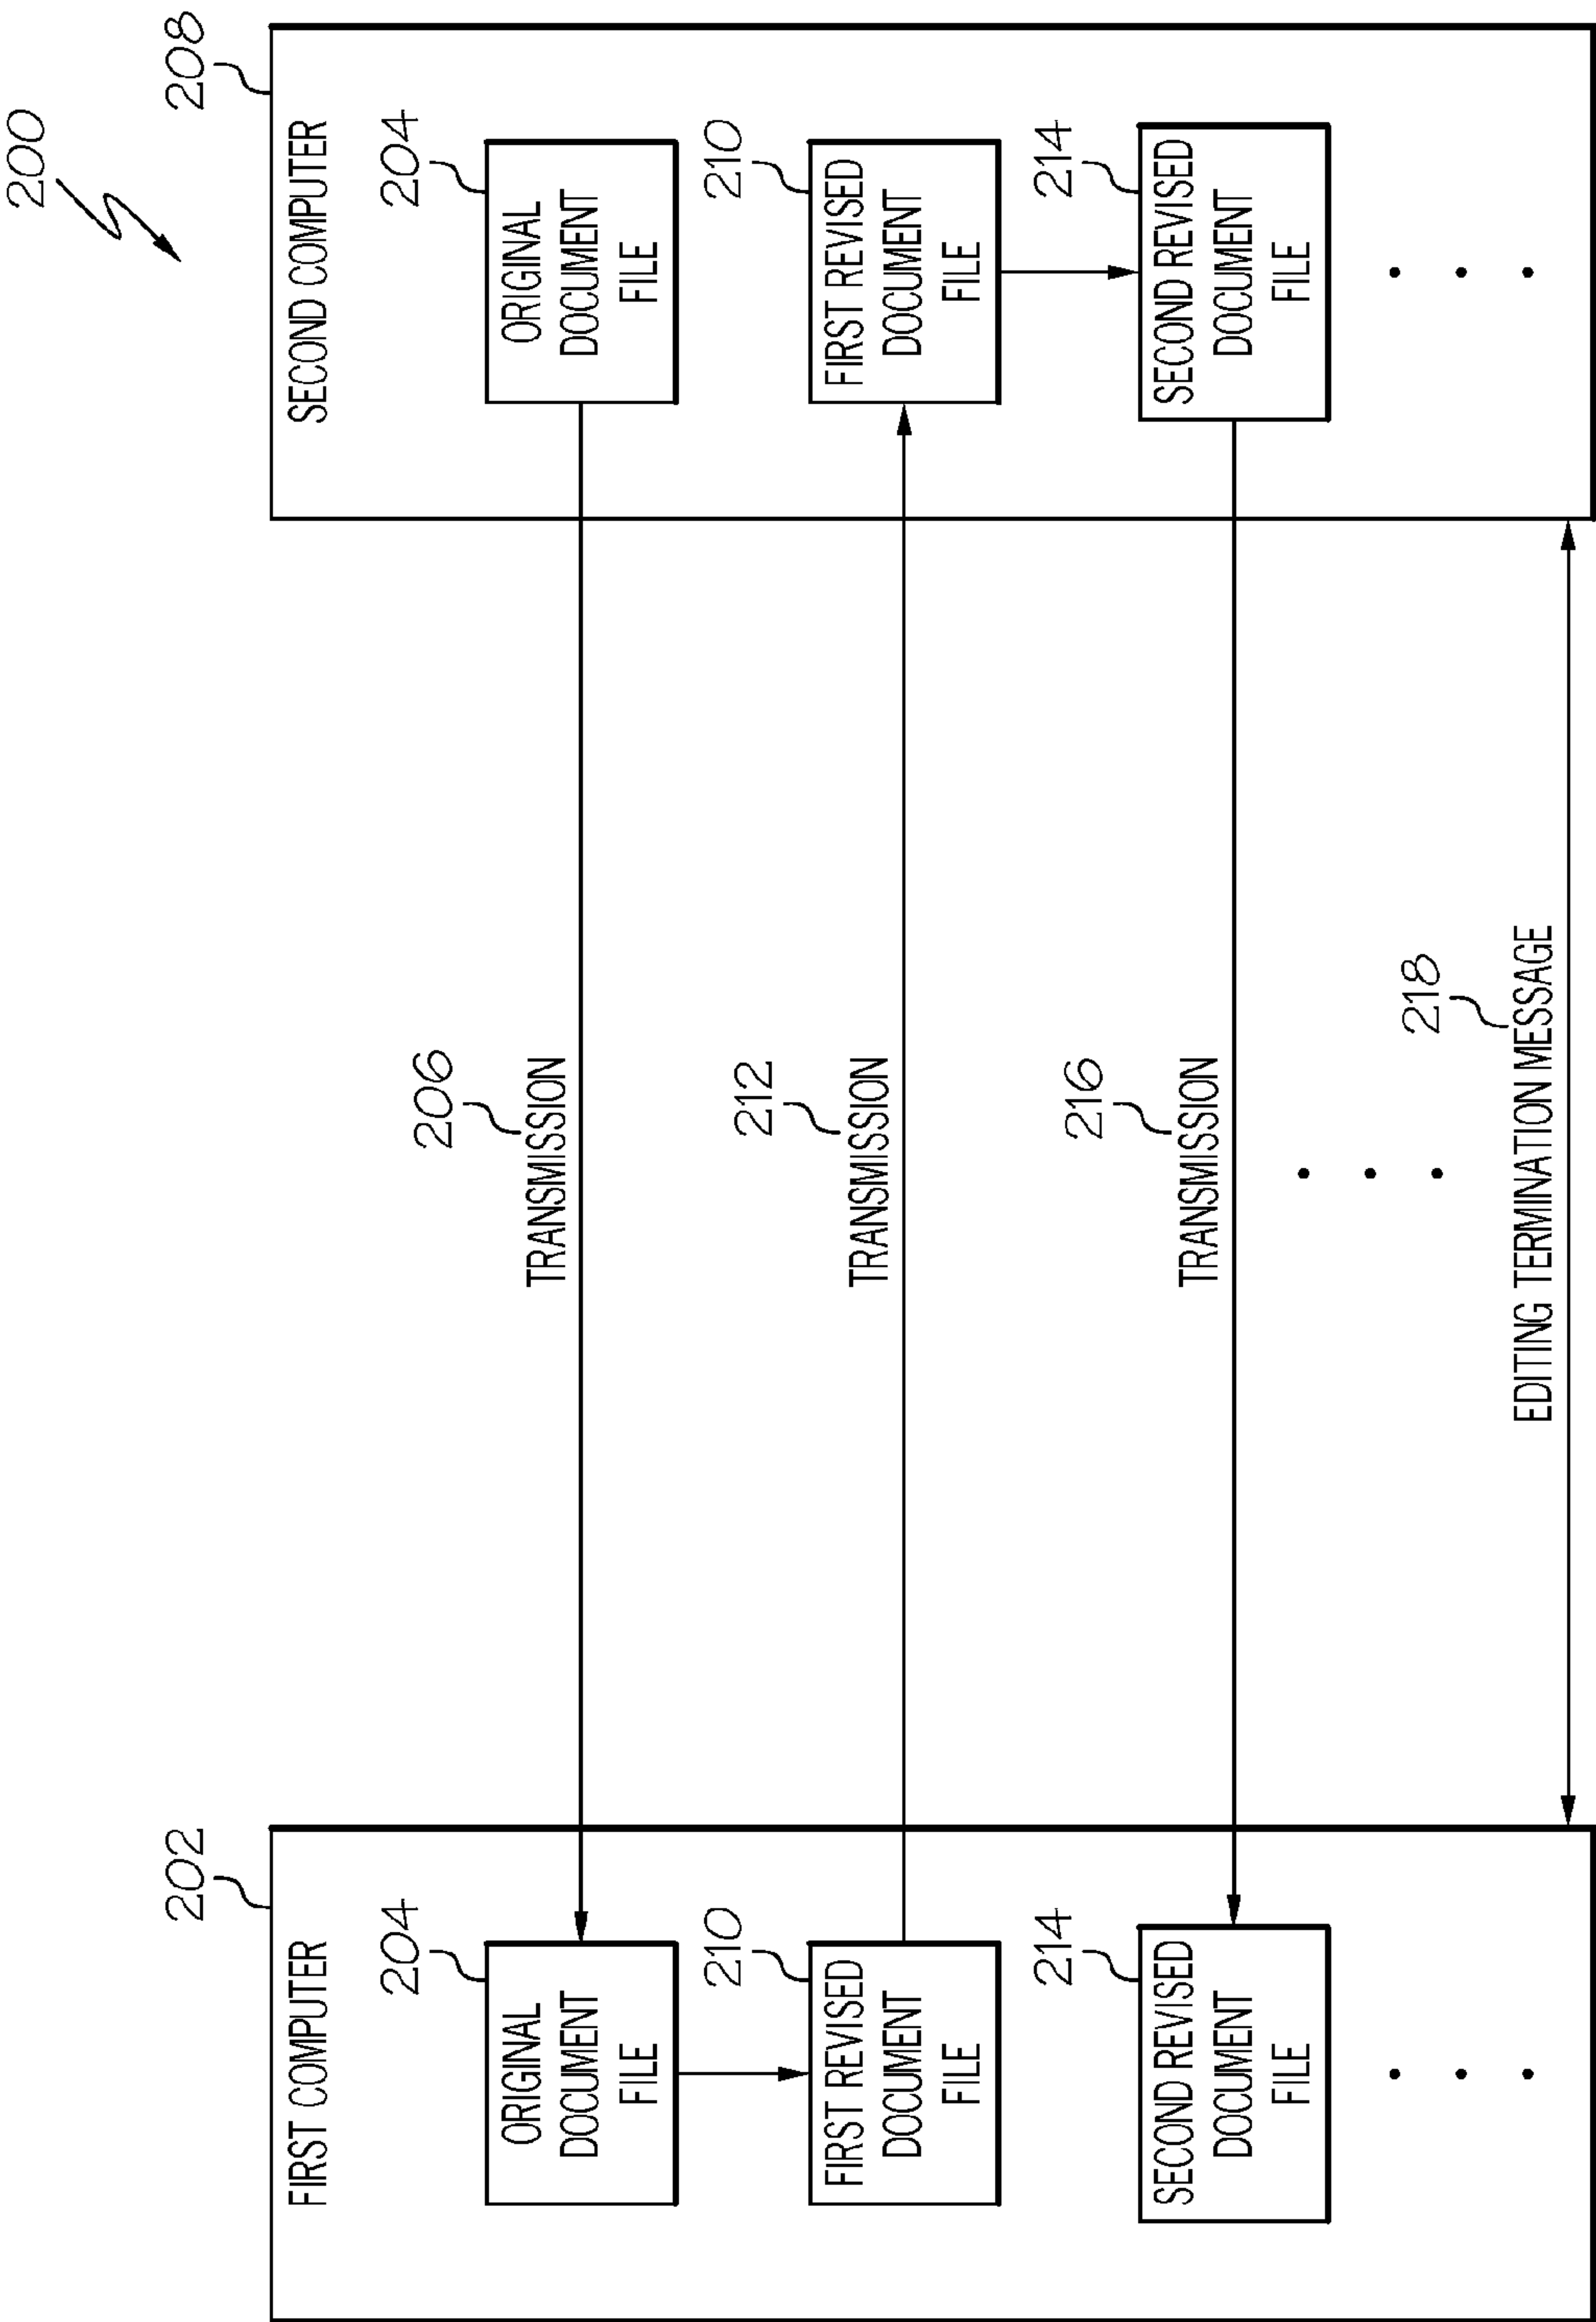 200
202
FIRST COMPUTER
204
ORIGINAL
DOCUMENT
FILE
210
FIRST REVISED
DOCUMENT
FILE
214
SECOND REVISED
DOCUMENT
FILE
206
TRANSMISSION
212
TRANSMISSION
216
TRANSMISSION
218
EDITING TERMINATION MESSAGE
208
SECOND COMPUTER
204
ORIGINAL
DOCUMENT
FILE
210
FIRST REVISED
DOCUMENT
FILE
214
SECOND REVISED
DOCUMENT
FILE